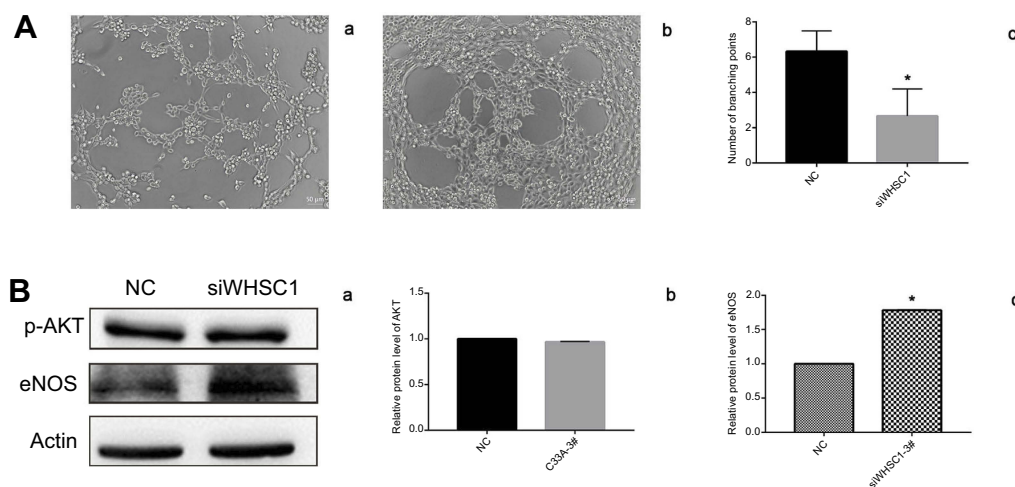 A
a
b
c
50 µm
50 µm
8
6
4
2
0
Number of branching points
*
NC
siWHSC1
B
NC siWHSC1
p-AKT
eNOS
Actin
a
1.5
1.0
0.5
0.0
Relative protein level of AKT
NC
C33A-3#
b
2.0
1.5
1.0
0.5
0.0
Relative protein level of eNOS
*
NC
siWHSC1-3#